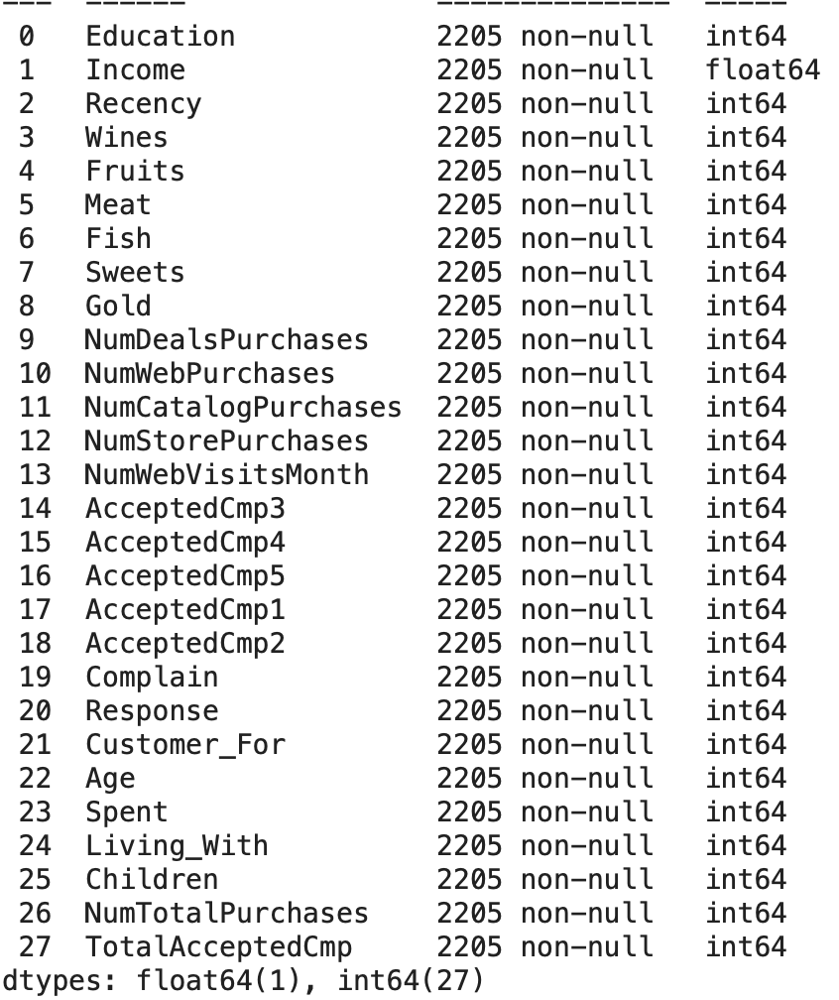 --- ------ -------------- -----
0 Education 2205 non-null int64
1 Income 2205 non-null float64
2 Recency 2205 non-null int64
3 Wines 2205 non-null int64
4 Fruits 2205 non-null int64
5 Meat 2205 non-null int64
6 Fish 2205 non-null int64
7 Sweets 2205 non-null int64
8 Gold 2205 non-null int64
9 NumDealsPurchases 2205 non-null int64
10 NumWebPurchases 2205 non-null int64
11 NumCatalogPurchases 2205 non-null int64
12 NumStorePurchases 2205 non-null int64
13 NumWebVisitsMonth 2205 non-null int64
14 AcceptedCmp3 2205 non-null int64
15 AcceptedCmp4 2205 non-null int64
16 AcceptedCmp5 2205 non-null int64
17 AcceptedCmp1 2205 non-null int64
18 AcceptedCmp2 2205 non-null int64
19 Complain 2205 non-null int64
20 Response 2205 non-null int64
21 Customer_For 2205 non-null int64
22 Age 2205 non-null int64
23 Spent 2205 non-null int64
24 Living_With 2205 non-null int64
25 Children 2205 non-null int64
26 NumTotalPurchases 2205 non-null int64
27 TotalAcceptedCmp 2205 non-null int64
dtypes: float64(1), int64(27)